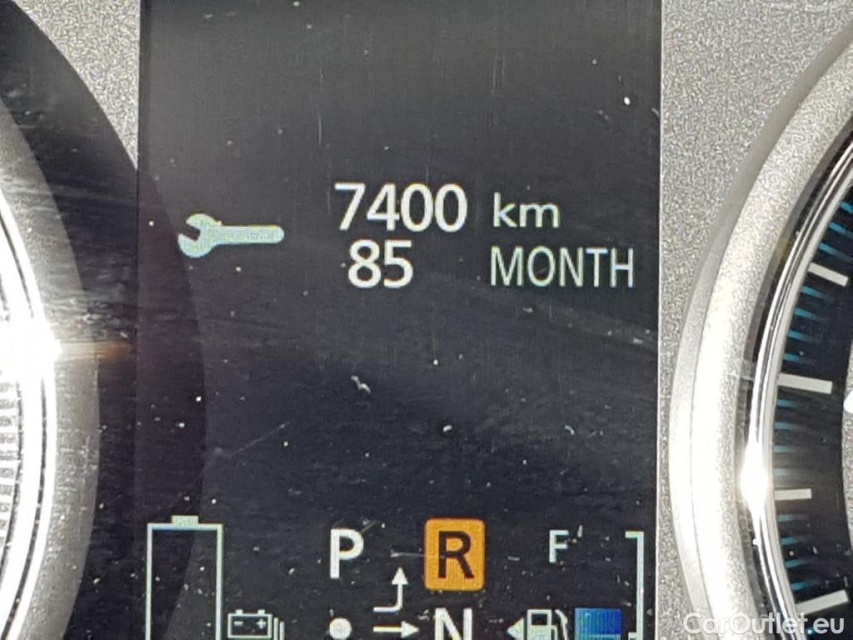 7400 km
85 MONTH
P R F
N
CarOutlet.eu